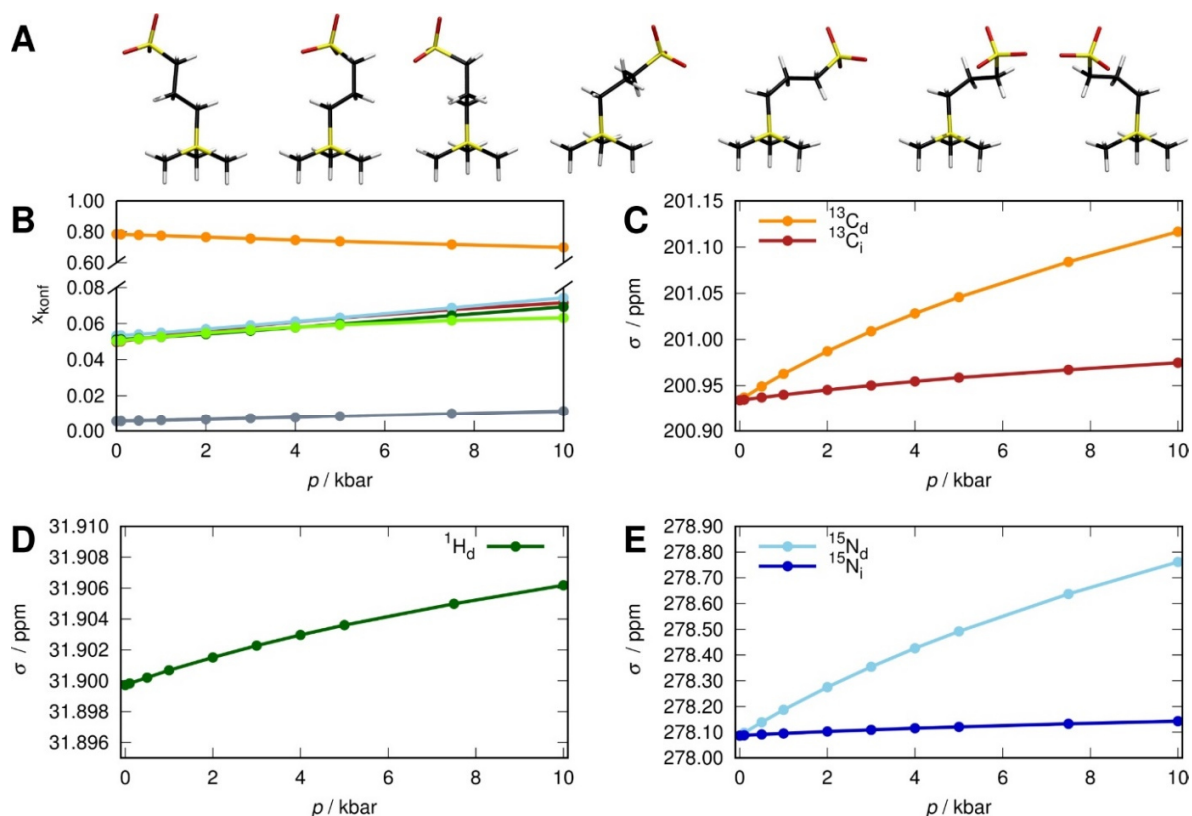 A
B
1.00
0.80
0.60
0.08
0.06
0.04
0.02
0.00
xkonf
0 2 4 6 8 10
p / kbar
C
201.15
201.10
201.05
201.00
200.95
200.90
σ / ppm
13Cd
13Ci
0 2 4 6 8 10
p / kbar
D
31.910
31.908
31.906
31.904
31.902
31.900
31.898
31.896
σ / ppm
1Hd
0 2 4 6 8 10
p / kbar
E
278.90
278.80
278.70
278.60
278.50
278.40
278.30
278.20
278.10
278.00
σ / ppm
15Nd
15Ni
0 2 4 6 8 10
p / kbar